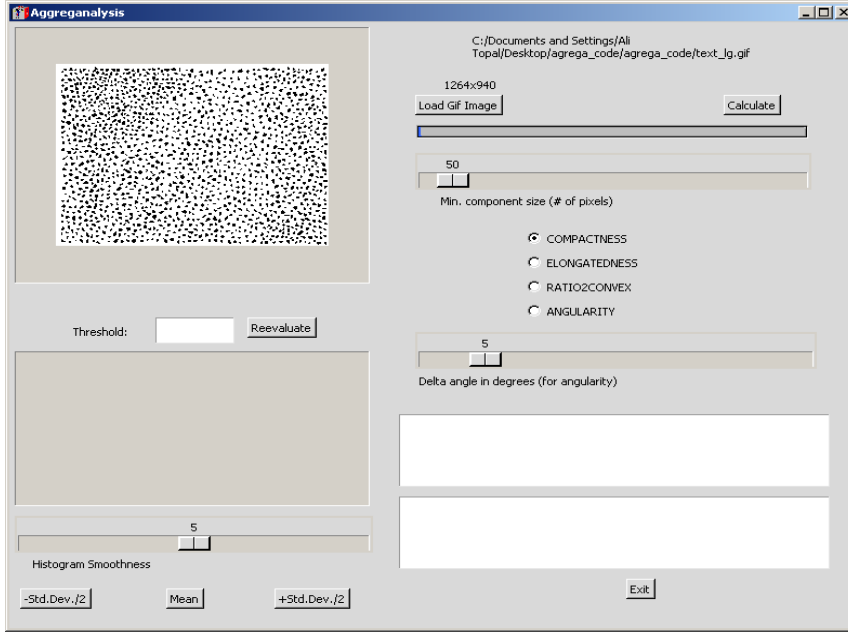 Aggreganalysis
C:/Documents and Settings/Ali
Topal/Desktop/agrega_code/agrega_code/text_lg.gif
1264x940
Load Gif Image
Calculate
50
Min. component size (# of pixels)
COMPACTNESS
ELONGATEDNESS
RATIO2CONVEX
ANGULARITY
Threshold:
Reevaluate
5
Delta angle in degrees (for angularity)
5
Histogram Smoothness
-Std.Dev./2
Mean
+Std.Dev./2
Exit